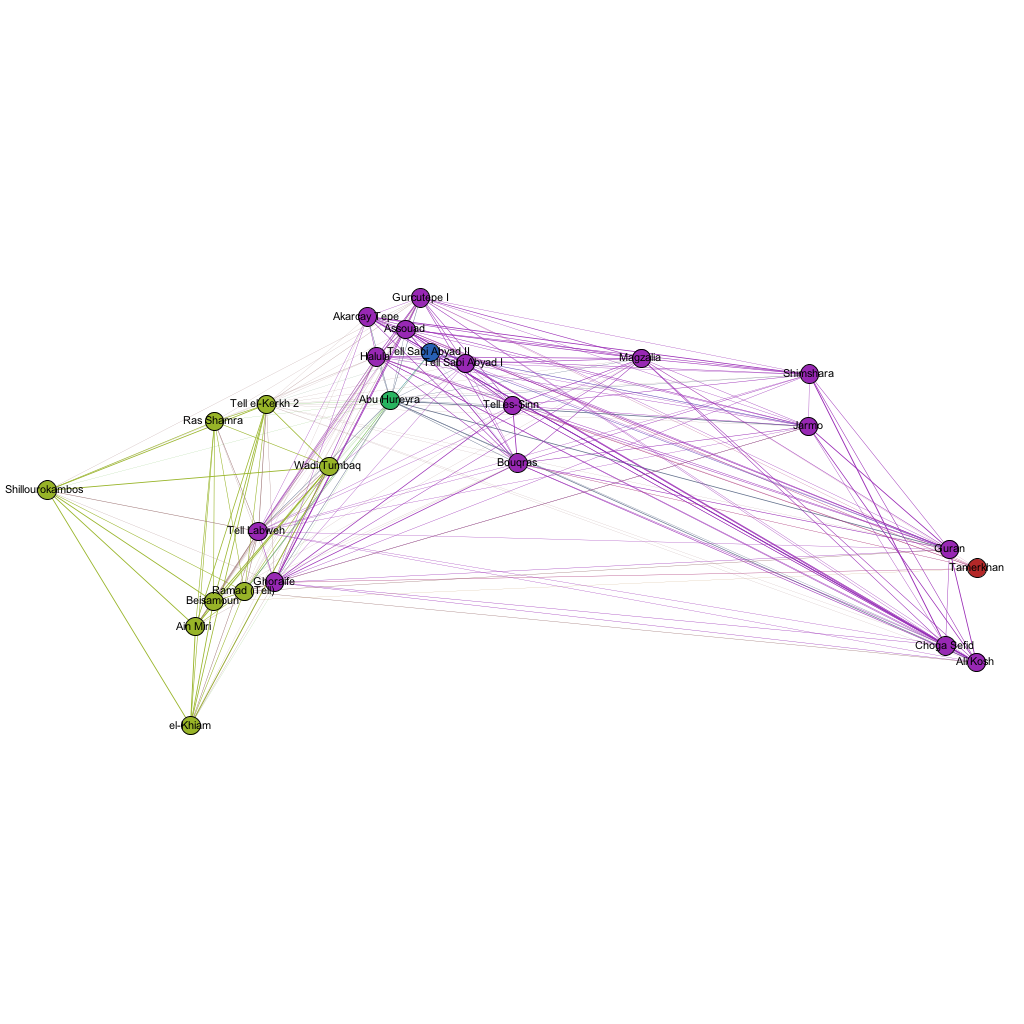 Gurcutepe I
Akarcay Tepe
Assouad
Tell Sabi Abyad II
Halula
Tell Sabi Abyad I
Magzalia
Shimshara
Abu Hureyra
Tell es-Sinn
Tell el-Kerkh 2
Ras Shamra
Jarmo
Bouqras
Wadi Tumbaq
Shillourokambos
Tell Labweh
Guran
Tamerkhan
Ghoraife
Ramad (Tell)
Beisamoun
Ain Miri
Choga Sefid
Ali Kosh
el-Khiam